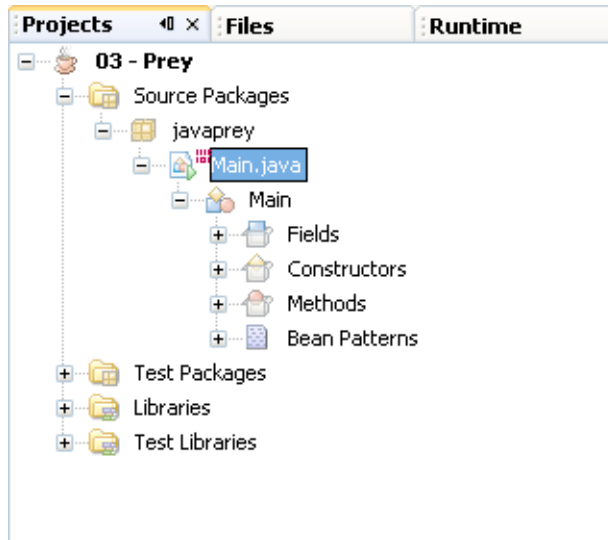 Projects Files Runtime
03 - Prey
Source Packages
javaprey
Main.java
Main
Fields
Constructors
Methods
Bean Patterns
Test Packages
Libraries
Test Libraries